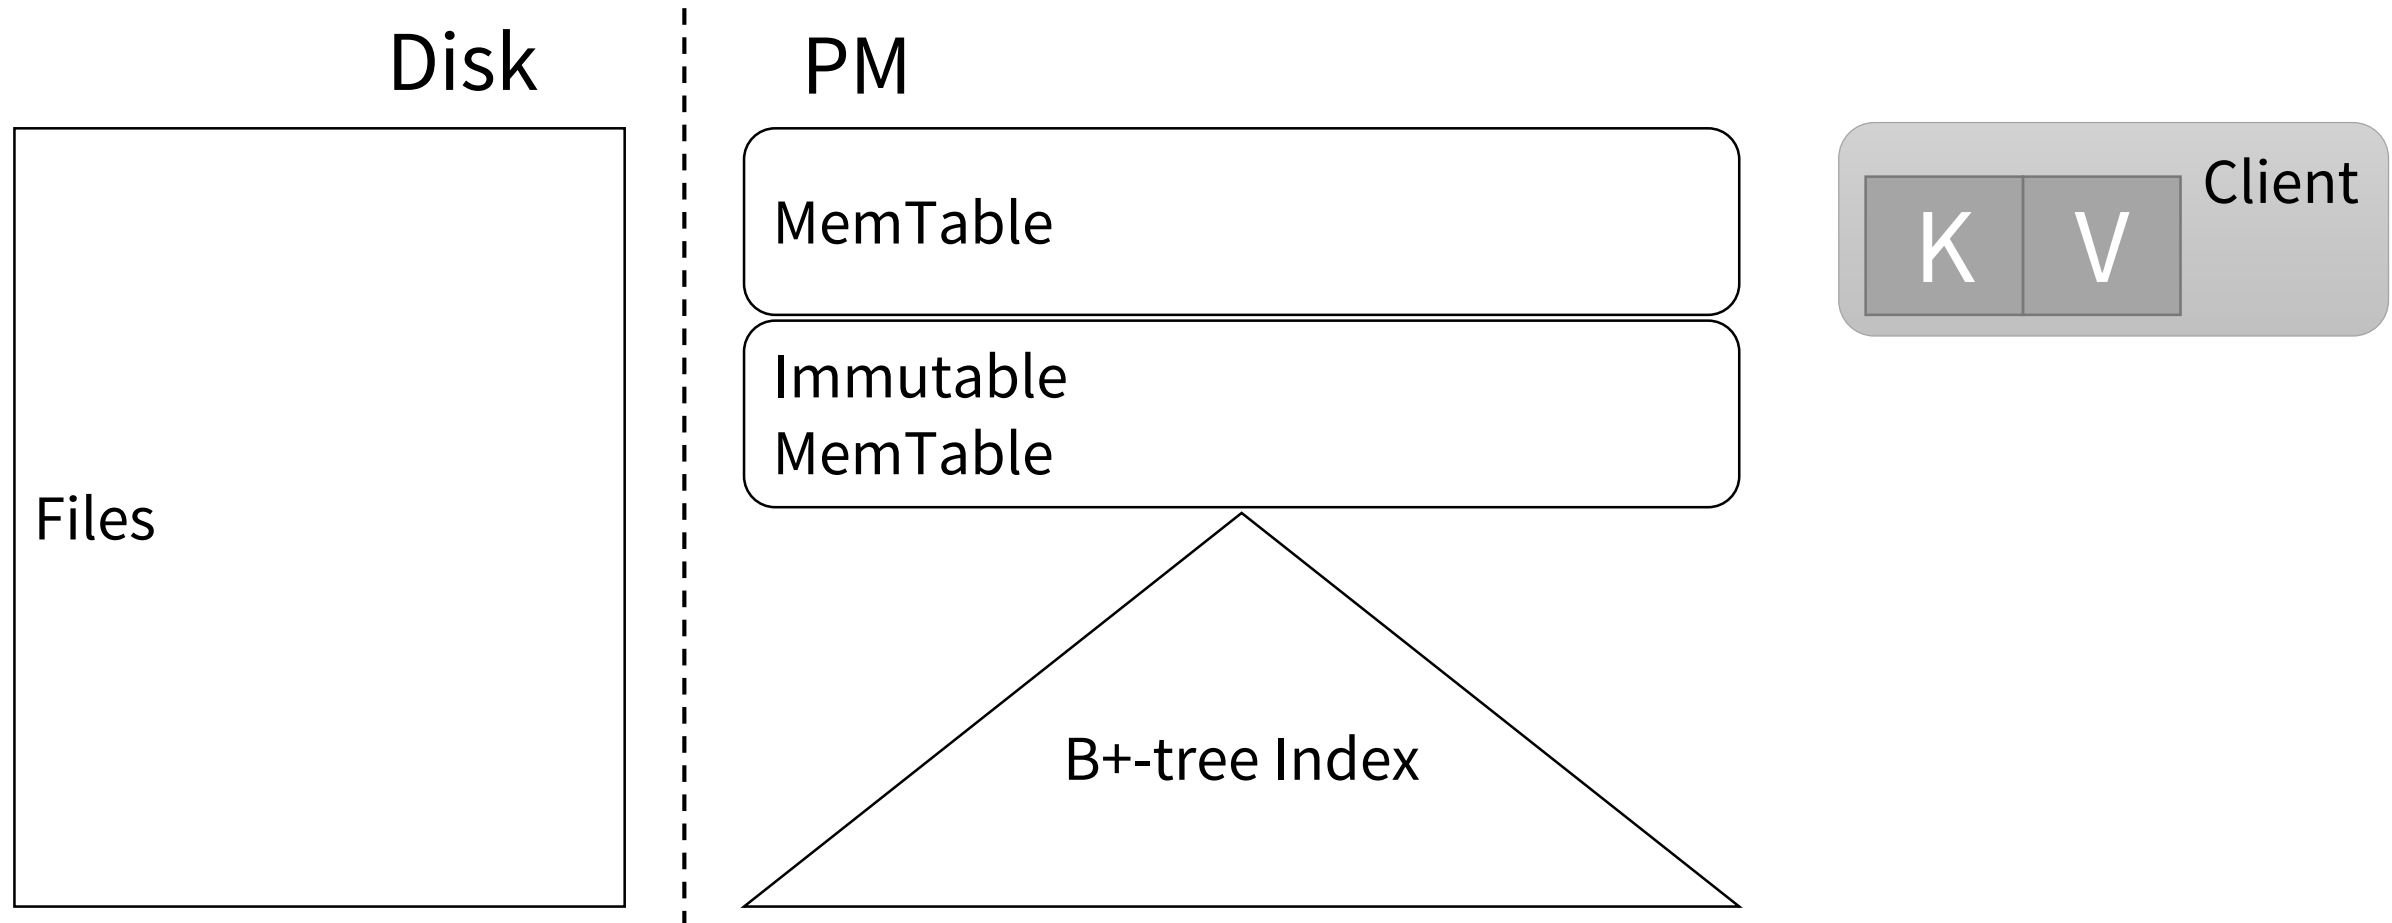 Disk
PM
Files
MemTable
Immutable
MemTable
B+-tree Index
Client
K V